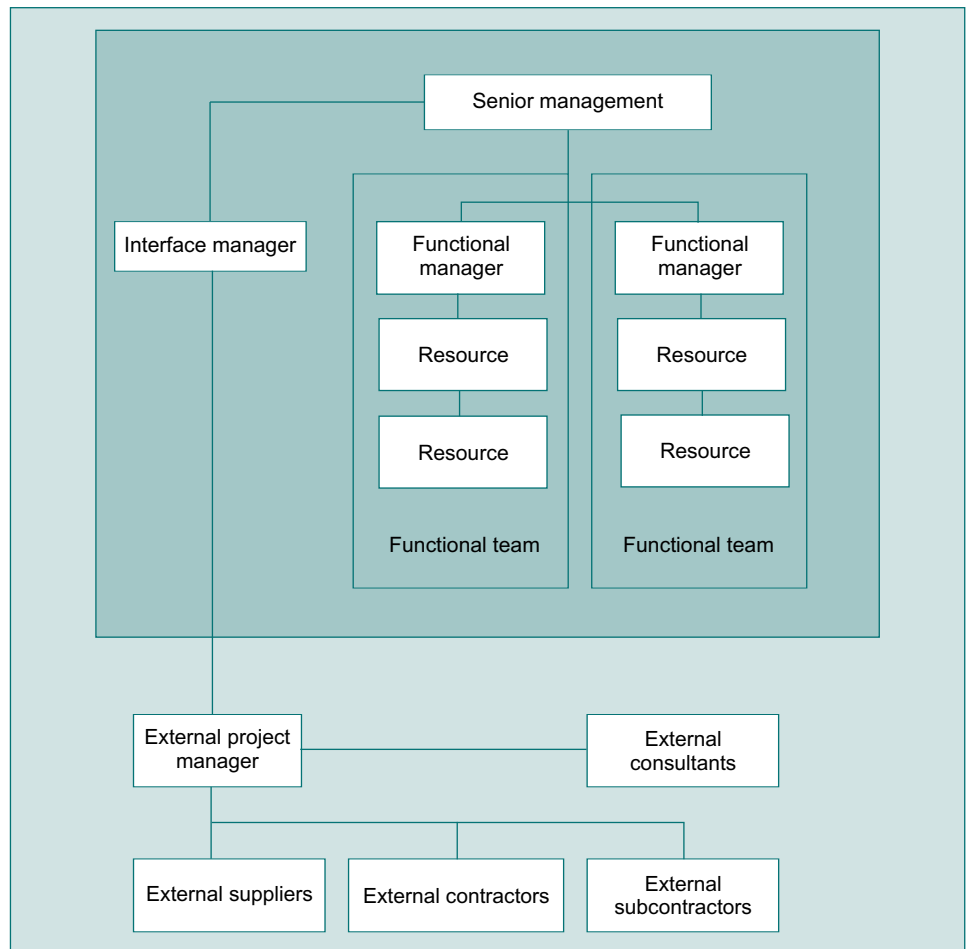 Senior management
Interface manager
Functional
manager
Functional
manager
Resource
Resource
Resource
Resource
Functional team
Functional team
External project
manager
External
consultants
External suppliers
External contractors
External
subcontractors